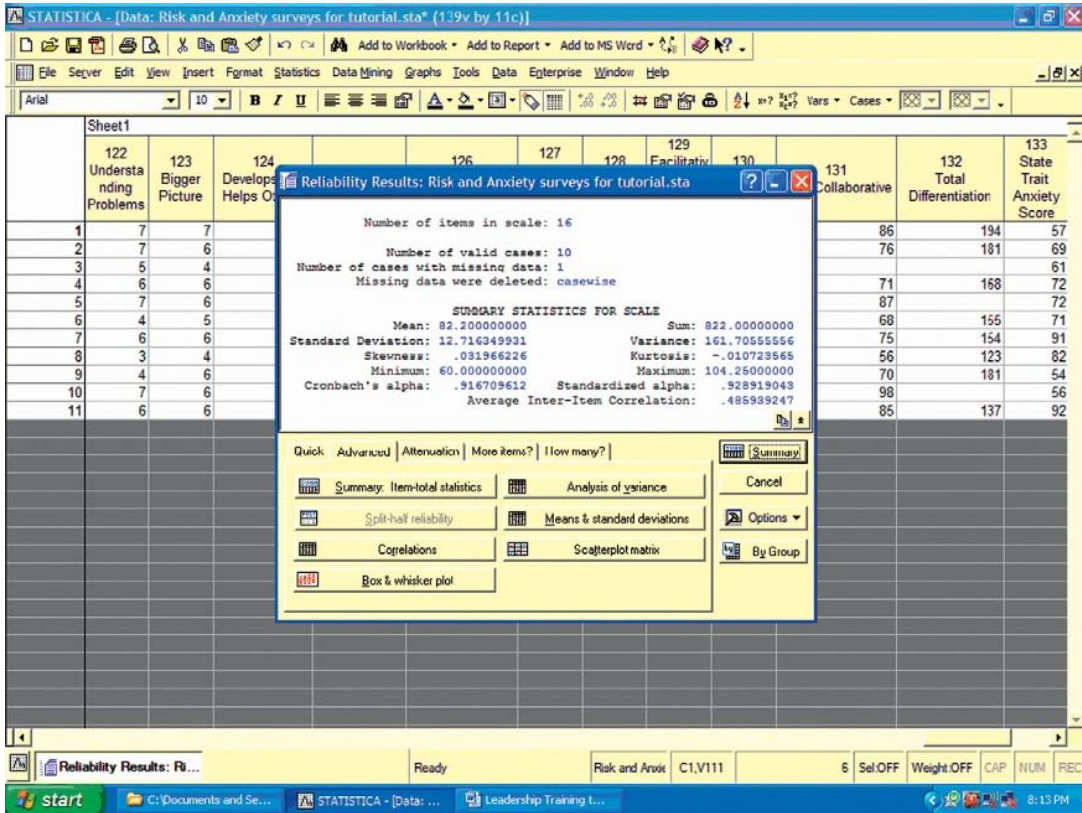 STATISTICA - [Data: Risk and Anxiety surveys for tutorial.sta* (139v by 11c)]
Add to Workbook Add to Report Add to MS Word
File Server Edit View Insert Format Statistics Data Mining Graphs Tools Data Enterprise Window Help
Arial 10 B I U Vars Cases
Sheet1
122 Understa nding Problems
123 Bigger Picture
124 Develops Helps O
126
127
128
129 Facilitativ
130
131 Collaborative
132 Total Differentiation
133 State Trait Anxiety Score
1 7 7 86 194 57
2 7 6 76 181 69
3 5 4 61
4 6 6 71 168 72
5 7 6 87 72
6 4 5 68 155 71
7 6 6 75 154 91
8 3 4 56 123 82
9 4 6 70 181 54
10 7 6 98 56
11 6 6 85 137 92
Reliability Results: Risk and Anxiety surveys for tutorial.sta
Number of items in scale: 16
Number of valid cases: 10
Number of cases with missing data: 1
Missing data were deleted: casewise
SUMMARY STATISTICS FOR SCALE
Mean: 82.200000000 Sum: 822.00000000
Standard Deviation: 12.716349931 Variance: 161.70555556
Skewness: .031966226 Kurtosis: -.010723565
Minimum: 60.000000000 Maximum: 104.25000000
Cronbach's alpha: .916709612 Standardized alpha: .928919043
Average Inter-Item Correlation: .485939247
Quick Advanced Attenuation More items? How many?
Summary
Summary: Item-total statistics Analysis of variance
Cancel
Split-half reliability Means & standard deviations
Options
Correlations Scatterplot matrix
By Group
Box & whisker plot
Reliability Results: Ri... Ready Risk and Anxie C1,V111 6 Sel:OFF Weight:OFF CAP NUM REC
start C:\Documents and Se... STATISTICA - [Data: ... Leadership Training t... 8:13 PM